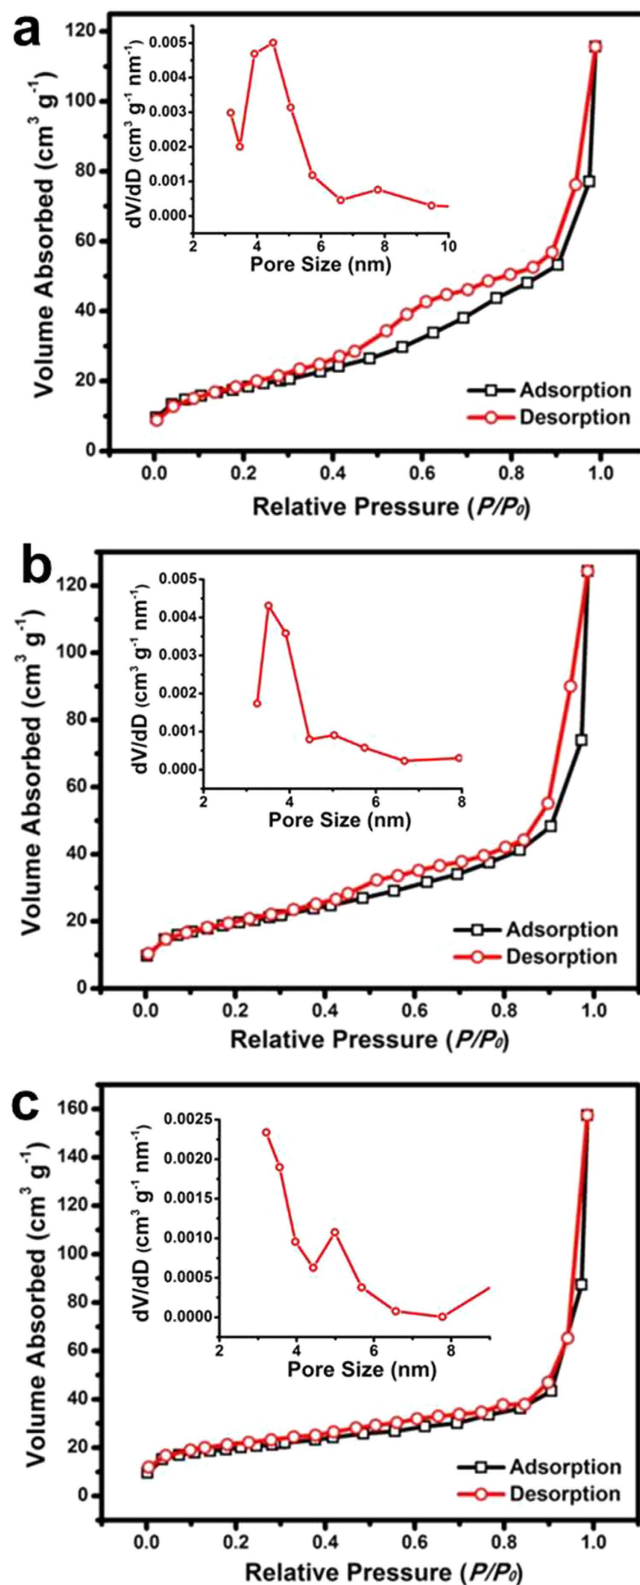 a
120
100
80
60
40
20
0
Volume Absorbed (cm³ g⁻¹)
0.005
0.004
0.003
0.002
0.001
0.000
dV/dD (cm³ g⁻¹ nm⁻¹)
2 4 6 8 10
Pore Size (nm)
Adsorption
Desorption
0.0 0.2 0.4 0.6 0.8 1.0
Relative Pressure (P/P₀)
b
120
100
80
60
40
20
0
Volume Absorbed (cm³ g⁻¹)
0.005
0.004
0.003
0.002
0.001
0.000
dV/dD (cm³ g⁻¹ nm⁻¹)
2 4 6 8
Pore Size (nm)
Adsorption
Desorption
0.0 0.2 0.4 0.6 0.8 1.0
Relative Pressure (P/P₀)
c
160
140
120
100
80
60
40
20
0
Volume Absorbed (cm³ g⁻¹)
0.0025
0.0020
0.0015
0.0010
0.0005
0.0000
dV/dD (cm³ g⁻¹ nm⁻¹)
2 4 6 8
Pore Size (nm)
Adsorption
Desorption
0.0 0.2 0.4 0.6 0.8 1.0
Relative Pressure (P/P₀)